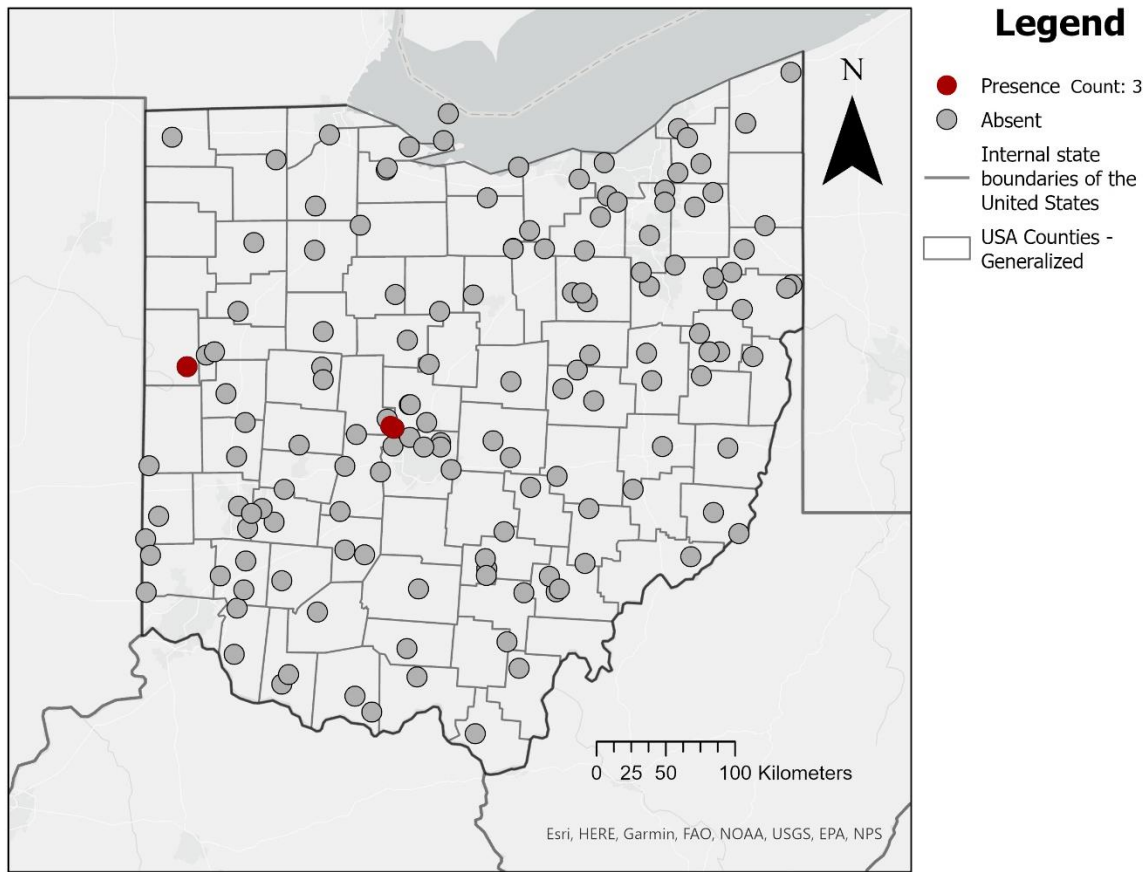 Legend
N
Presence Count: 3
Absent
Internal state
boundaries of the
United States
USA Counties -
Generalized
0 25 50 100 Kilometers
Esri, HERE, Garmin, FAO, NOAA, USGS, EPA, NPS